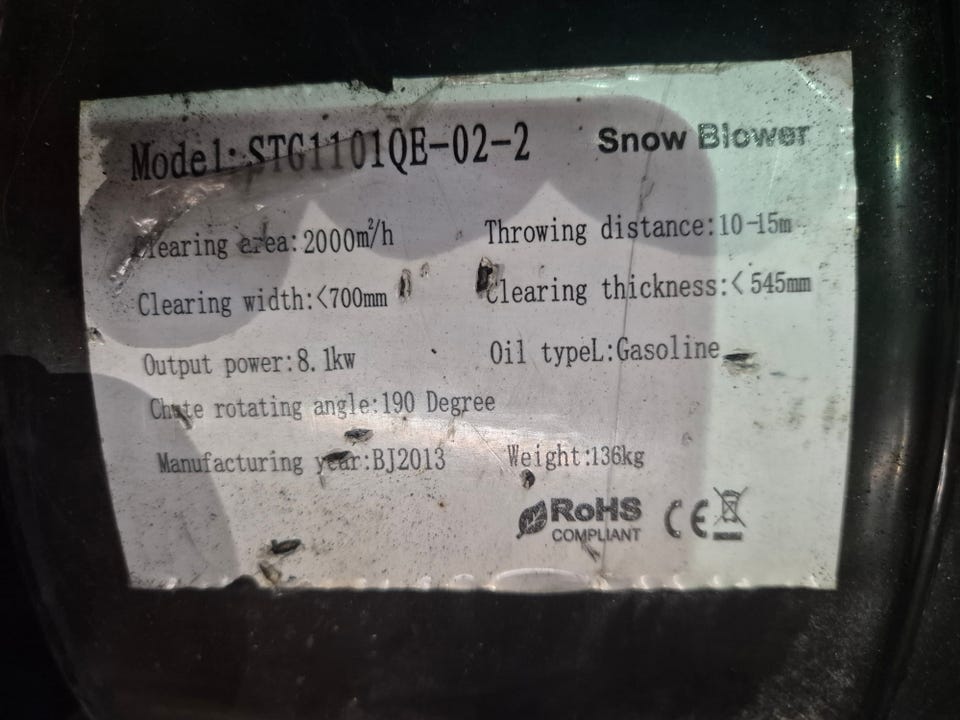 Model:STG1101QE-02-2 Snow Blower
Clearing area:2000m²/h Throwing distance:10-15m
Clearing width:<700mm Clearing thickness:<545mm
Output power:8.1kw Oil typeL:Gasoline
Chute rotating angle:190 Degree
Manufacturing year:BJ2013 Weight:136kg
RoHS CE
COMPLIANT